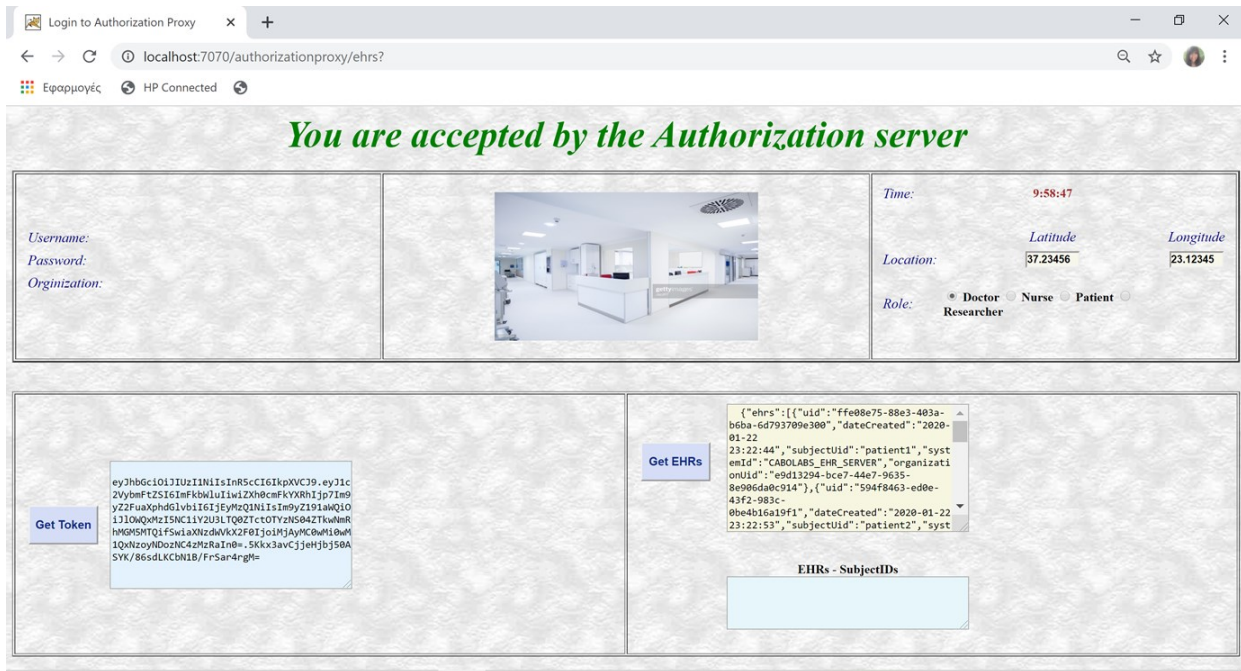 Login to Authorization Proxy
localhost:7070/authorizationproxy/ehrs?
Εφαρμογές HP Connected
You are accepted by the Authorization server
Username:
Password:
Orginization:
gettyimages
Time: 9:58:47
Latitude Longitude
Location: 37.23456 23.12345
Role: Doctor Nurse Patient
Researcher
Get Token
eyJhbGciOiJIUzI1NiIsInR5cCI6IkpXVCJ9.eyJ1c
2VybmFtZSI6ImFkbWluIiwiZXh0cmFkYXRhIjp7Im9
yZ2FuaXphdGlvbiI6IjEyMzQ1NiIsIm9yZ191aWQiO
iJlOWQxMzI5NC1iY2U3LTQ0ZTctOTYzNS04ZTkwNmR
hMGM5MTQifSwiaXNzdWVkX2F0IjoiMjAyMC0wMi0wM
1QxNzoyNDozNC4zMzRaIn0=.5Kkx3avCjjeHjbj50A
SYK/86sdLKCbN1B/FrSar4rgM=
Get EHRs
{"ehrs":[{"uid":"ffe08e75-88e3-403a-
b6ba-6d793709e300","dateCreated":"2020-
01-22
23:22:44","subjectUid":"patient1","syst
emId":"CABOLABS_EHR_SERVER","organizati
onUid":"e9d13294-bce7-44e7-9635-
8e906da0c914"},{"uid":"594f8463-ed0e-
43f2-983c-
0be4b16a19f1","dateCreated":"2020-01-22
23:22:53","subjectUid":"patient2","syst
EHRs - SubjectIDs